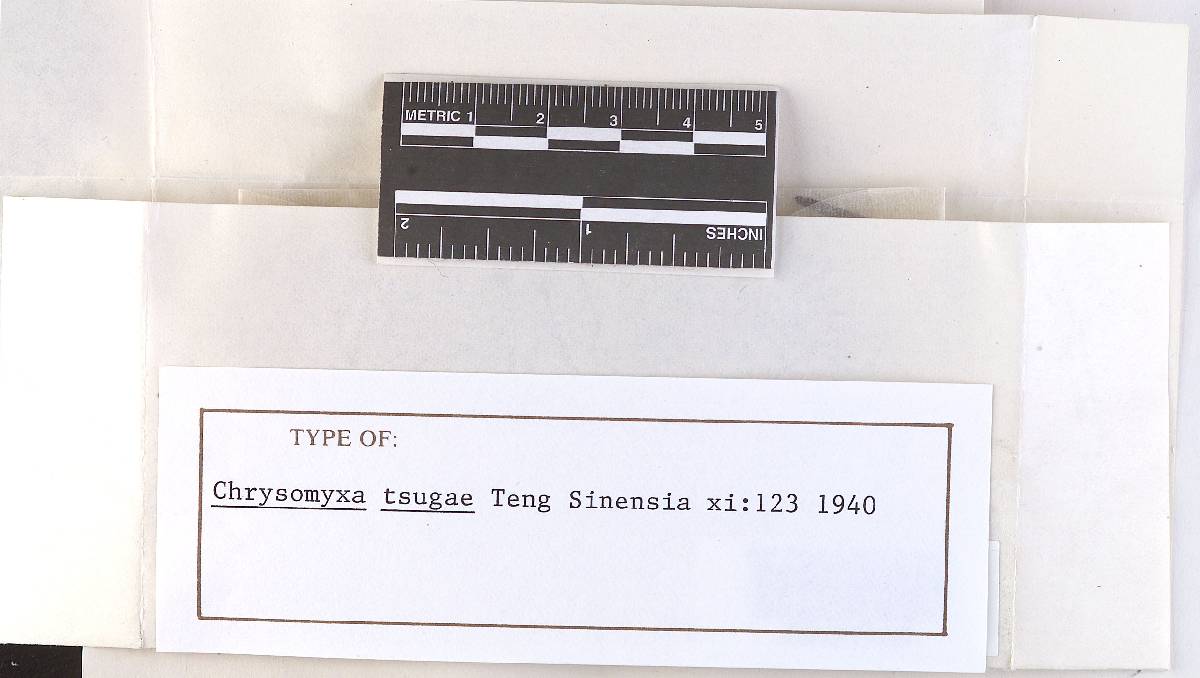 METRIC 1 2 3 4 5
2 1 INCHES
TYPE OF:
Chrysomyxa tsugae Teng Sinensia xi:123 1940